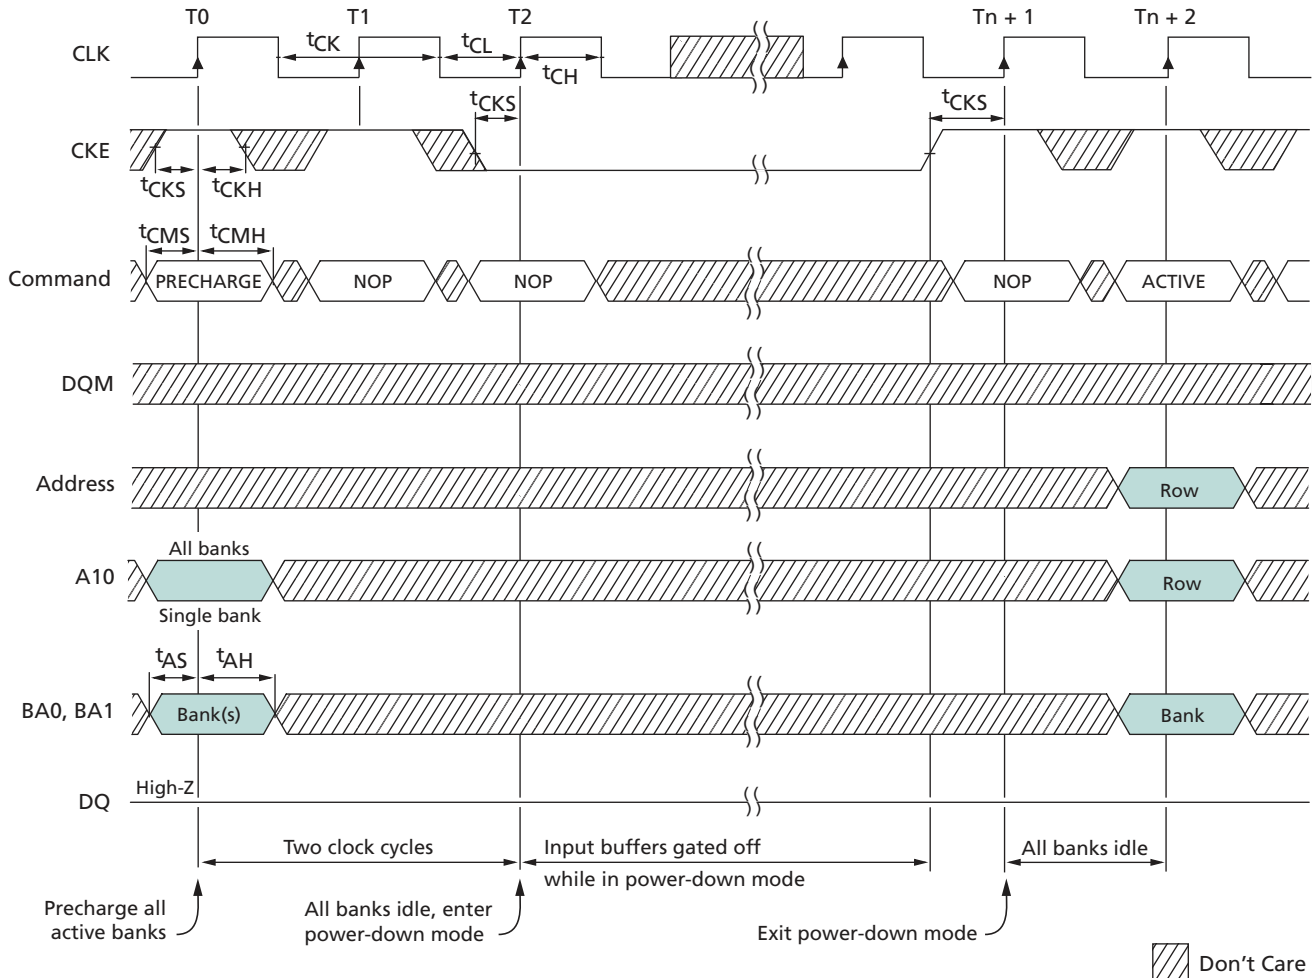 T0 T1 T2 Tn + 1 Tn + 2
CLK
tCK tCL
tCH
tCKS tCKS
CKE
tCKS tCKH
tCMS tCMH
Command PRECHARGE NOP NOP NOP ACTIVE
DQM
Address Row
All banks
A10 Row
Single bank
tAS tAH
BA0, BA1 Bank(s) Bank
High-Z
DQ
Two clock cycles
Input buffers gated off
while in power-down mode
All banks idle
Precharge all
active banks
All banks idle, enter
power-down mode
Exit power-down mode
Don't Care